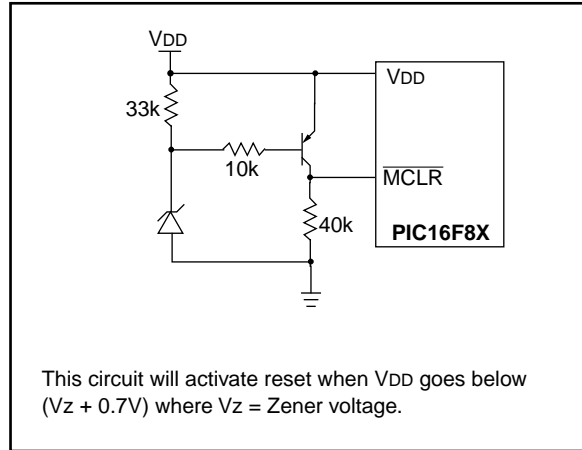 VDD
VDD
33k
10k
MCLR
40k
PIC16F8X
This circuit will activate reset when VDD goes below
(Vz + 0.7V) where Vz = Zener voltage.